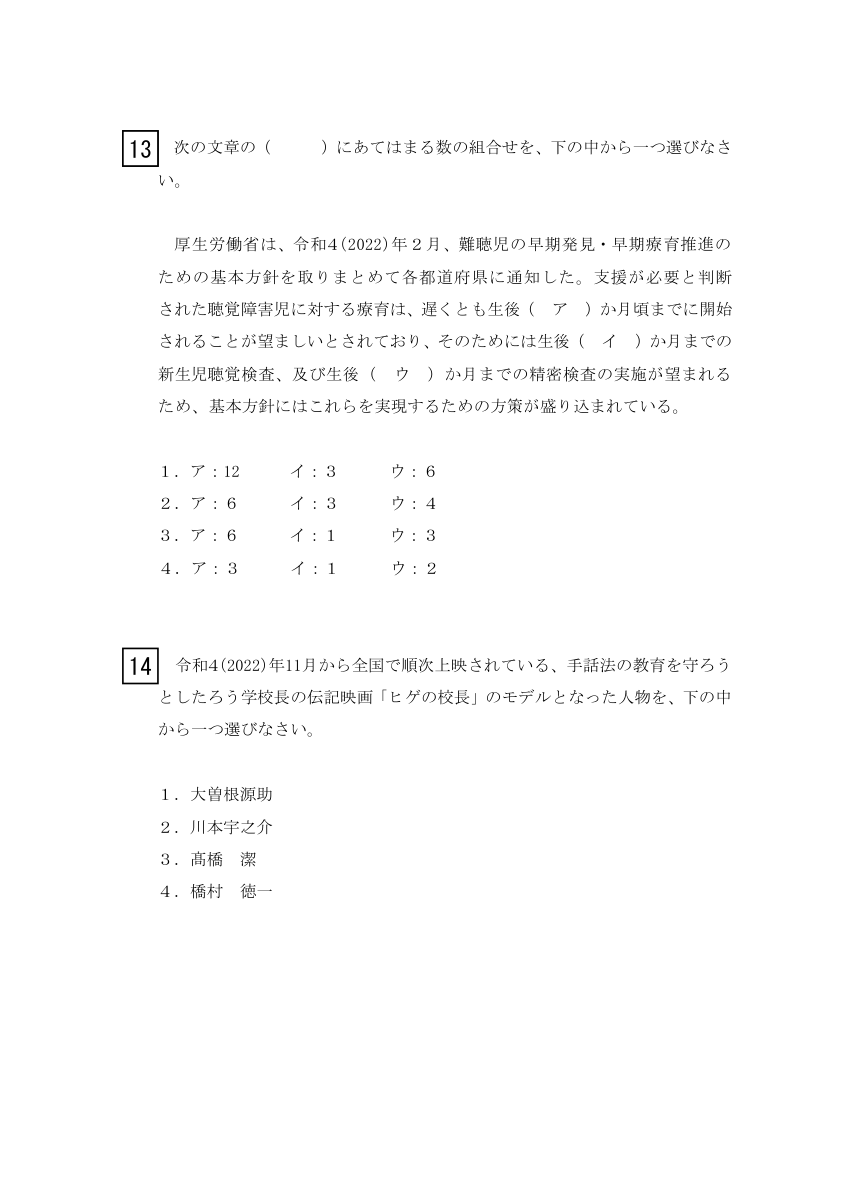 13　次の文章の（　　　）にあてはまる数の組合せを、下の中から一つ選びなさ
い。
厚生労働省は、令和４(2022)年２月、難聴児の早期発見・早期療育推進の
ための基本方針を取りまとめて各都道府県に通知した。支援が必要と判断
された聴覚障害児に対する療育は、遅くとも生後（　ア　）か月頃までに開始
されることが望ましいとされており、そのためには生後（　イ　）か月までの
新生児聴覚検査、及び生後（　ウ　）か月までの精密検査の実施が望まれる
ため、基本方針にはこれらを実現するための方策が盛り込まれている。
１．ア：12　　　イ：３　　　ウ：６
２．ア：６　　　イ：３　　　ウ：４
３．ア：６　　　イ：１　　　ウ：３
４．ア：３　　　イ：１　　　ウ：２
14　令和４(2022)年11月から全国で順次上映されている、手話法の教育を守ろう
としたろう学校長の伝記映画「ヒゲの校長」のモデルとなった人物を、下の中
から一つ選びなさい。
１．大曽根源助
２．川本宇之介
３．髙橋　潔
４．橋村　徳一